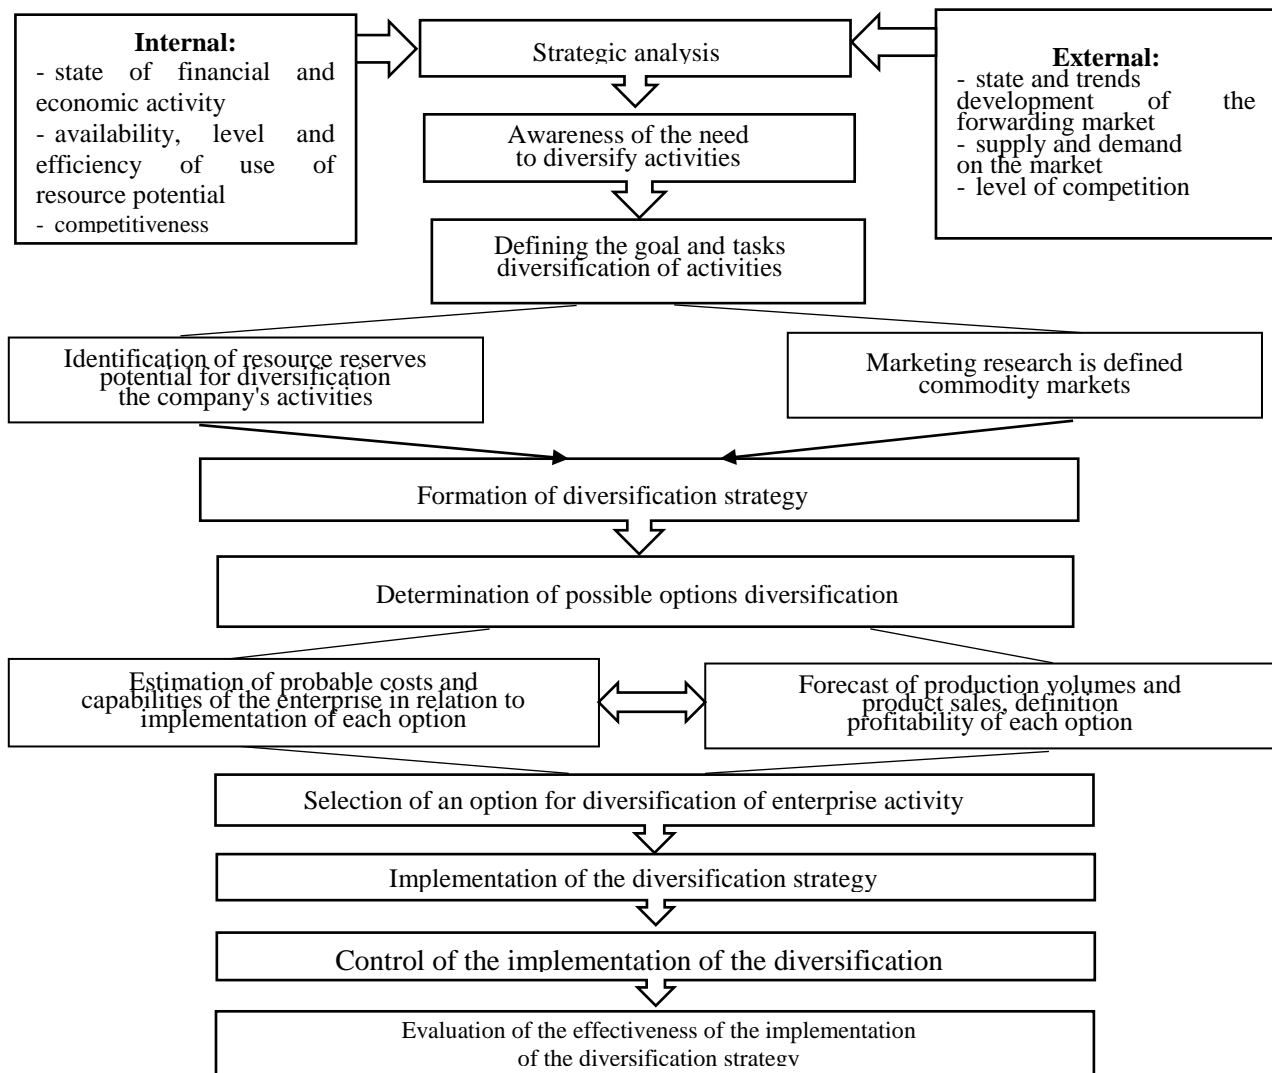 Internal:
- state of financial and
economic activity
- availability, level and
efficiency of use of
resource potential
- competitiveness
Strategic analysis
External:
- state and trends
development of the
forwarding market
- supply and demand
on the market
- level of competition
Awareness of the need
to diversify activities
Defining the goal and tasks
diversification of activities
Identification of resource reserves
potential for diversification
the company's activities
Marketing research is defined
commodity markets
Formation of diversification strategy
Determination of possible options diversification
Estimation of probable costs and
capabilities of the enterprise in relation to
implementation of each option
Forecast of production volumes and
product sales, definition
profitability of each option
Selection of an option for diversification of enterprise activity
Implementation of the diversification strategy
Control of the implementation of the diversification
Evaluation of the effectiveness of the implementation
of the diversification strategy